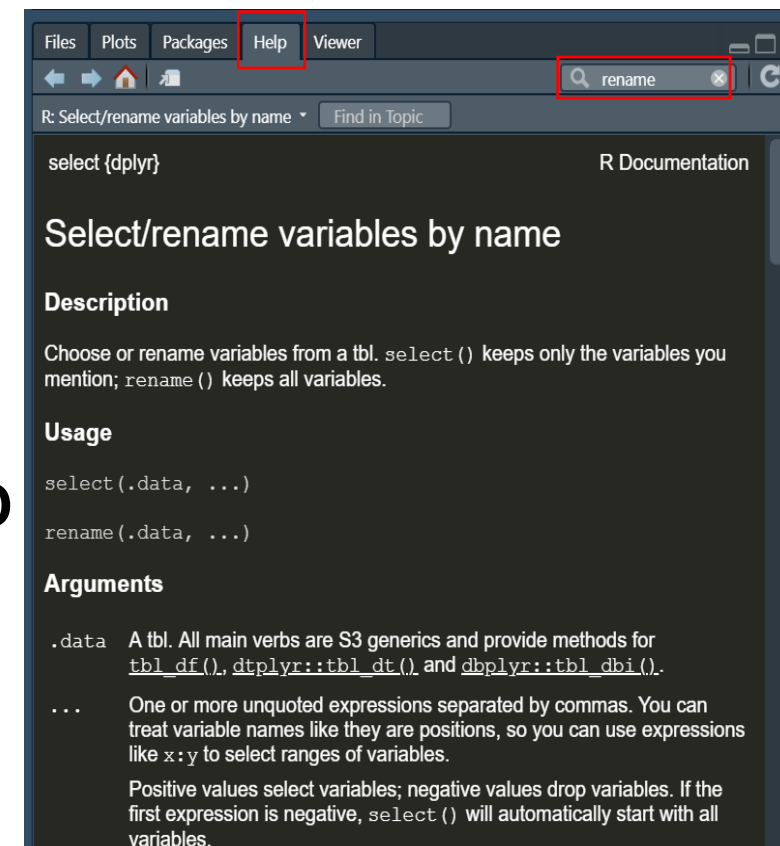 Files Plots Packages Help Viewer
rename
R: Select/rename variables by name Find in Topic
select {dplyr} R Documentation
Select/rename variables by name
Description
Choose or rename variables from a tbl. select() keeps only the variables you
mention; rename() keeps all variables.
Usage
select(.data, ...)
rename(.data, ...)
Arguments
.data A tbl. All main verbs are S3 generics and provide methods for
tbl_df(), dtplyr::tbl_dt() and dbplyr::tbl_dbi().
... One or more unquoted expressions separated by commas. You can
treat variable names like they are positions, so you can use expressions
like x:y to select ranges of variables.
Positive values select variables; negative values drop variables. If the
first expression is negative, select() will automatically start with all
variables.